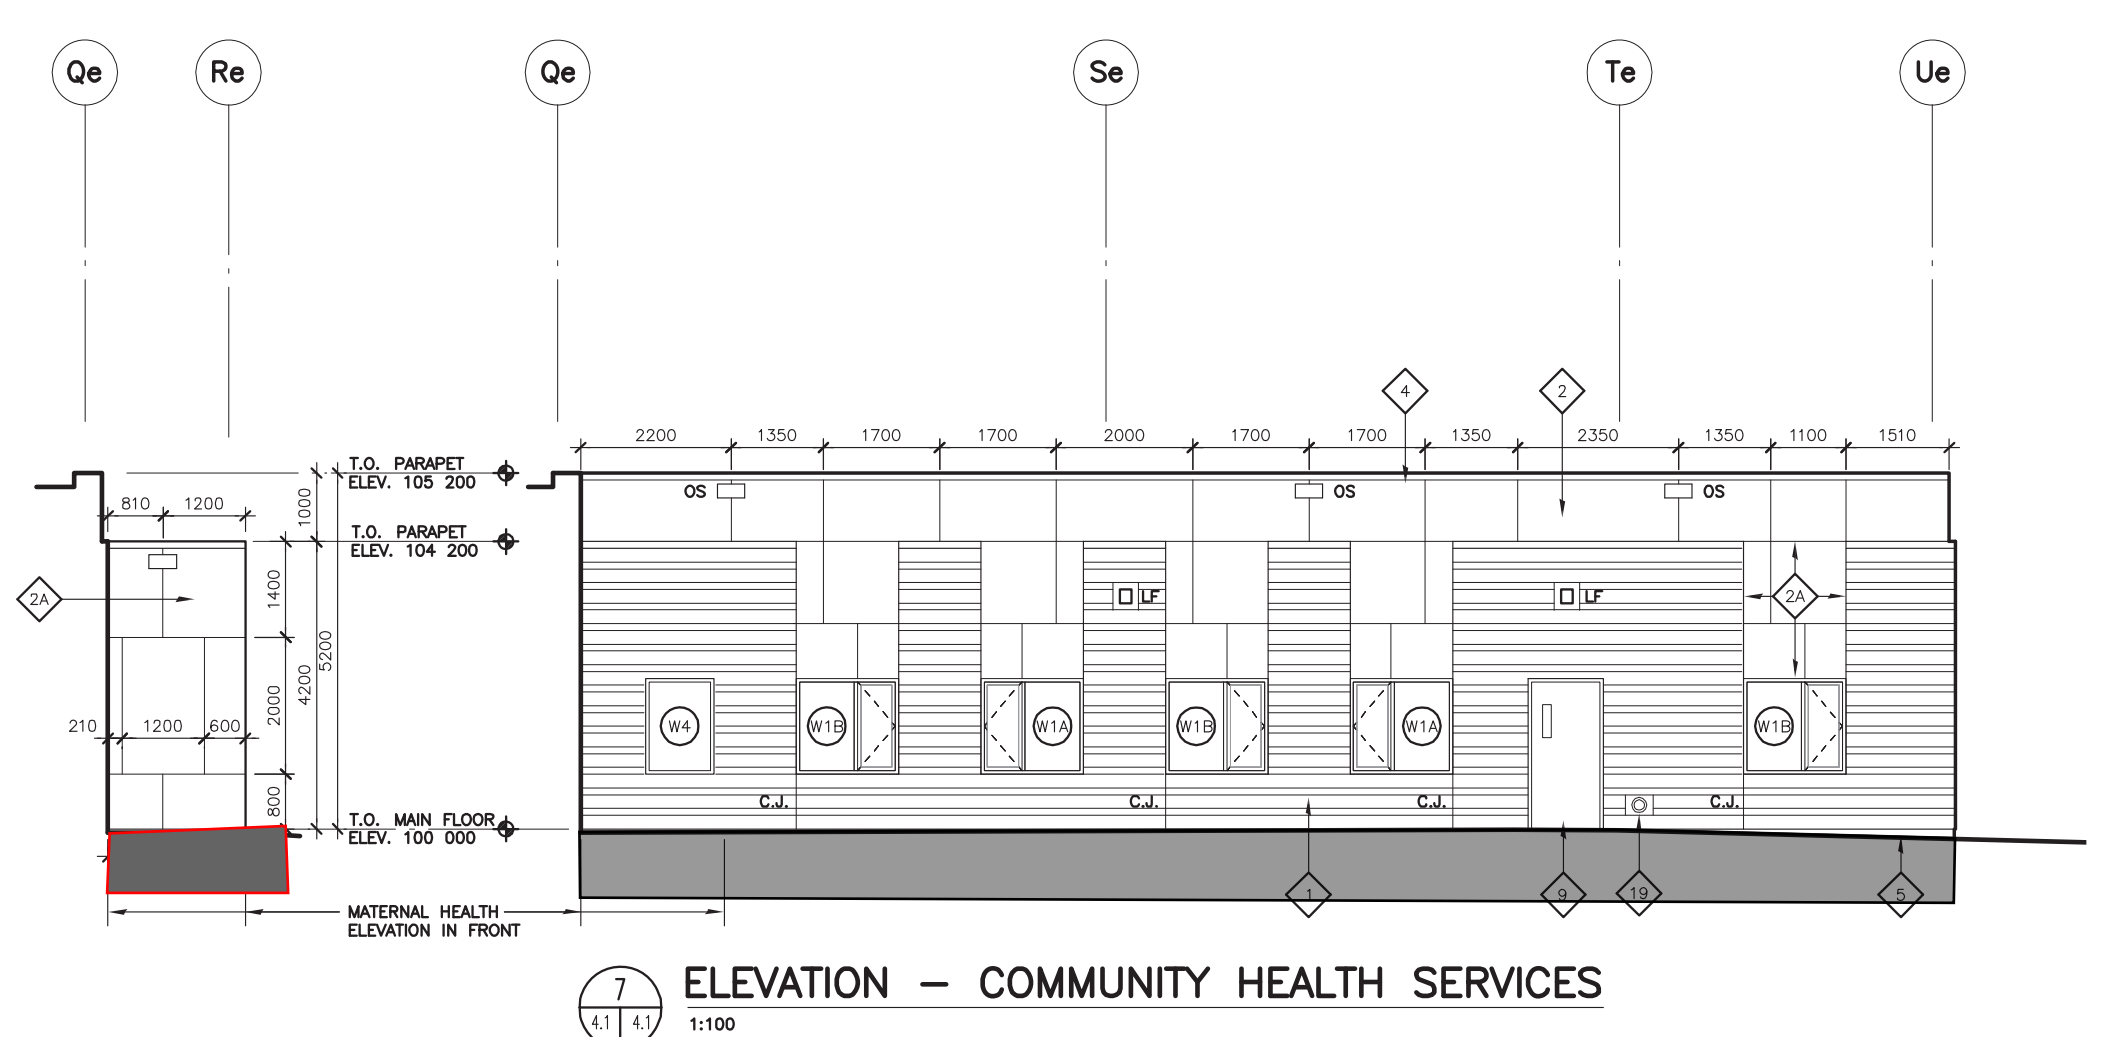 Qe Re Qe Se Te Ue
4 2
2200 1350 1700 1700 2000 1700 1700 1350 2350 1350 1100 1510
T.O. PARAPET
ELEV. 105 200
OS OS OS
810 1200 1000
T.O. PARAPET
ELEV. 104 200
2A 1400 LF LF 2A
5200
4200
2000
210 1200 600 W4 W1B W1A W1B W1A W1B
800 C.J. C.J. C.J. C.J.
T.O. MAIN FLOOR
ELEV. 100 000
1 9 19 5
MATERNAL HEALTH
ELEVATION IN FRONT
7 ELEVATION – COMMUNITY HEALTH SERVICES
4.1 4.1 1:100